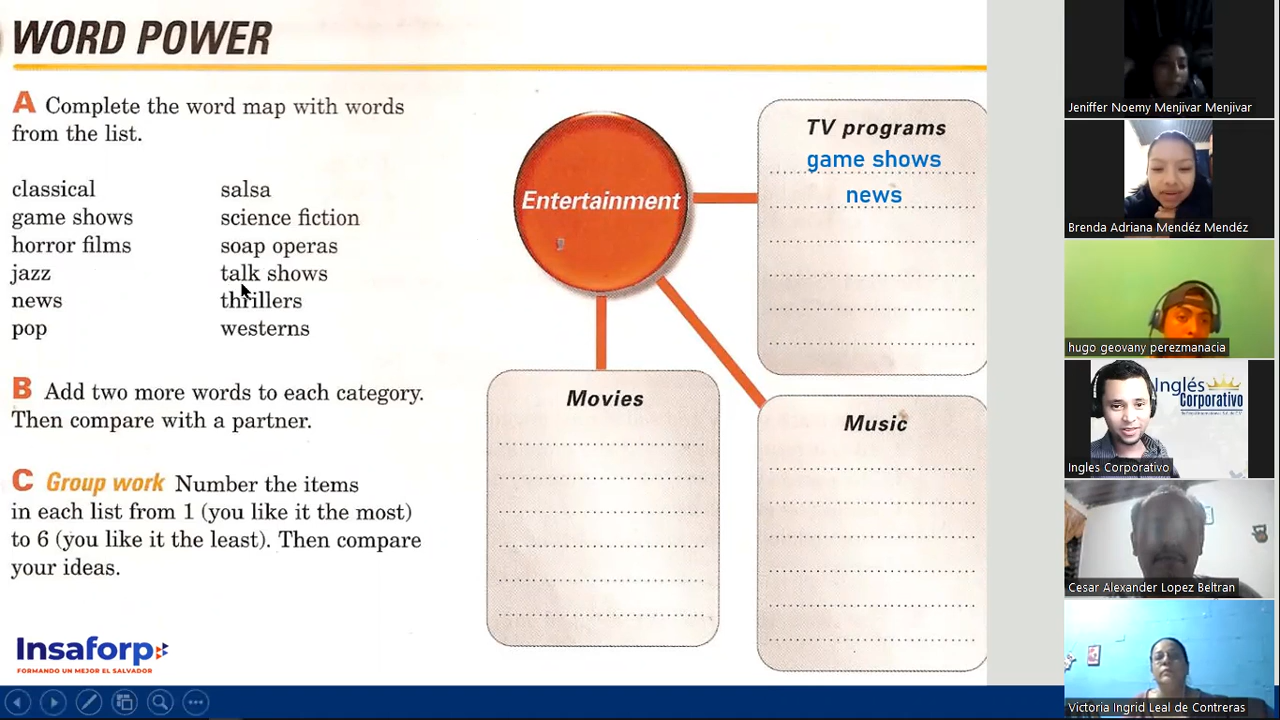 WORD POWER
A Complete the word map with words
from the list.
classical
game shows
horror films
jazz
news
pop
salsa
science fiction
soap operas
talk shows
thrillers
westerns
B Add two more words to each category.
Then compare with a partner.
C Group work Number the items
in each list from 1 (you like it the most)
to 6 (you like it the least). Then compare
your ideas.
Insaforp
FORMANDO UN MEJOR EL SALVADOR
Entertainment
TV programs
game shows
news
Movies
Music
Jeniffer Noemy Menjivar Menjivar
Brenda Adriana Mendéz Mendéz
hugo geovany perezmanacia
Inglés
Corporativo
Ingles Corporativo
Cesar Alexander Lopez Beltran
Victoria Ingrid Leal de Contreras